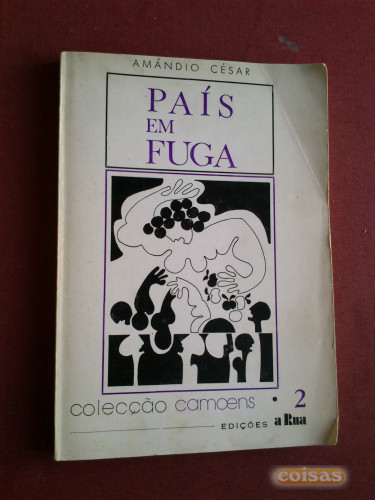 AMÂNDIO CÉSAR
PAÍS
EM
FUGA
colecção camoens • 2
EDIÇÕES a Rua
coisas